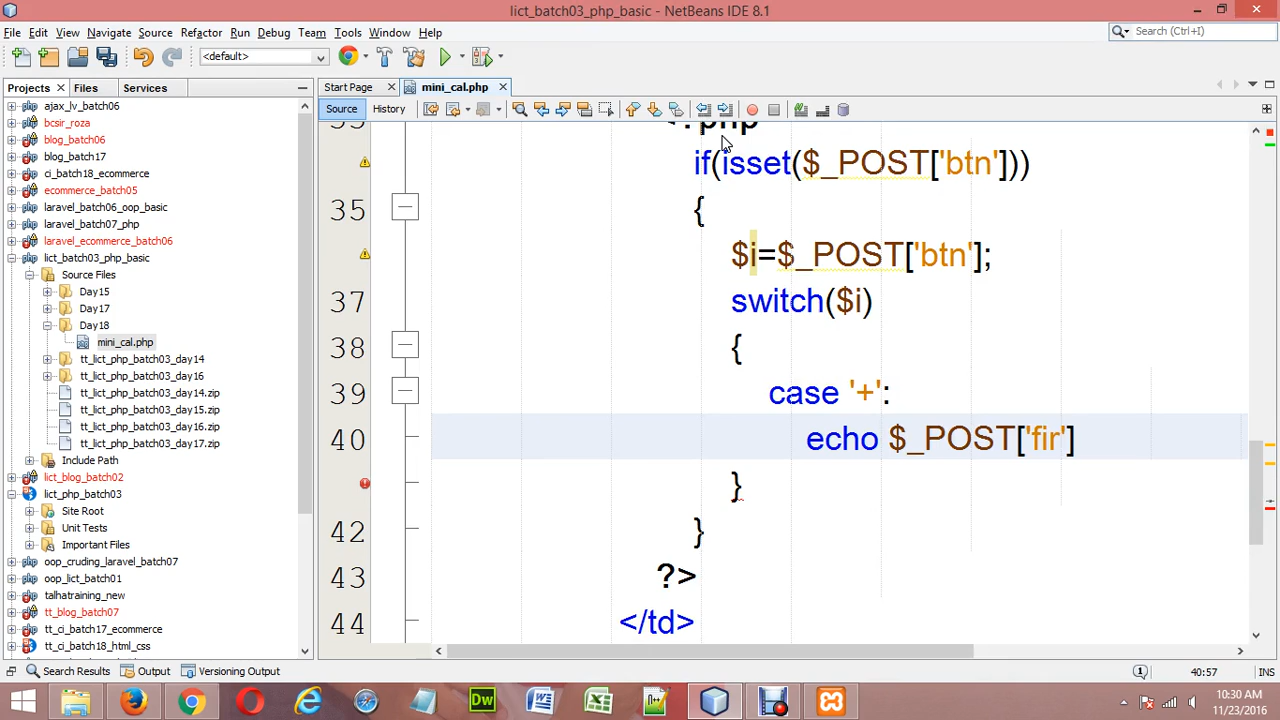 lict_batch03_php_basic - NetBeans IDE 8.1
File Edit View Navigate Source Refactor Run Debug Team Tools Window Help
Search (Ctrl+I)
<default>
Projects Files Services
Start Page mini_cal.php
Source History
ajax_lv_batch06
bcsir_roza
blog_batch06
blog_batch17
ci_batch18_ecommerce
ecommerce_batch05
laravel_batch06_oop_basic
laravel_batch07_php
laravel_ecommerce_batch06
lict_batch03_php_basic
Source Files
Day15
Day17
Day18
mini_cal.php
tt_lict_php_batch03_day14
tt_lict_php_batch03_day16
tt_lict_php_batch03_day14.zip
tt_lict_php_batch03_day15.zip
tt_lict_php_batch03_day16.zip
tt_lict_php_batch03_day17.zip
Include Path
lict_blog_batch02
lict_php_batch03
Site Root
Unit Tests
Important Files
oop_cruding_laravel_batch07
oop_lict_batch01
talhatraining_new
tt_blog_batch07
tt_ci_batch17_ecommerce
tt_ci_batch18_html_css
33 <?php
if(isset($_POST['btn']))
35 {
$i=$_POST['btn'];
37 switch($i)
38 {
39 case '+':
40 echo $_POST['fir']
}
42 }
43 ?>
44 </td>
Search Results Output Versioning Output
40:57 INS
Dw
10:30 AM
11/23/2016